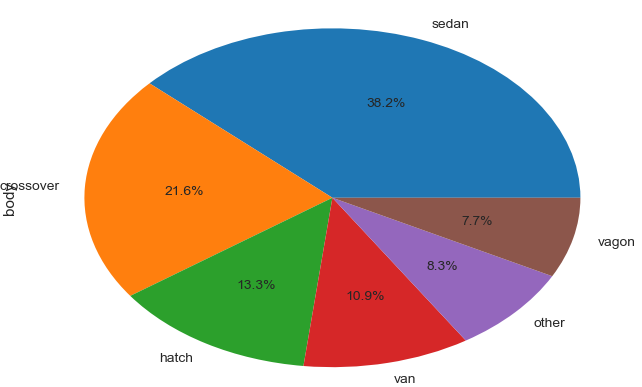 sedan
38.2%
crossover
21.6%
body
7.7%
vagon
8.3%
13.3%
10.9%
other
hatch
van